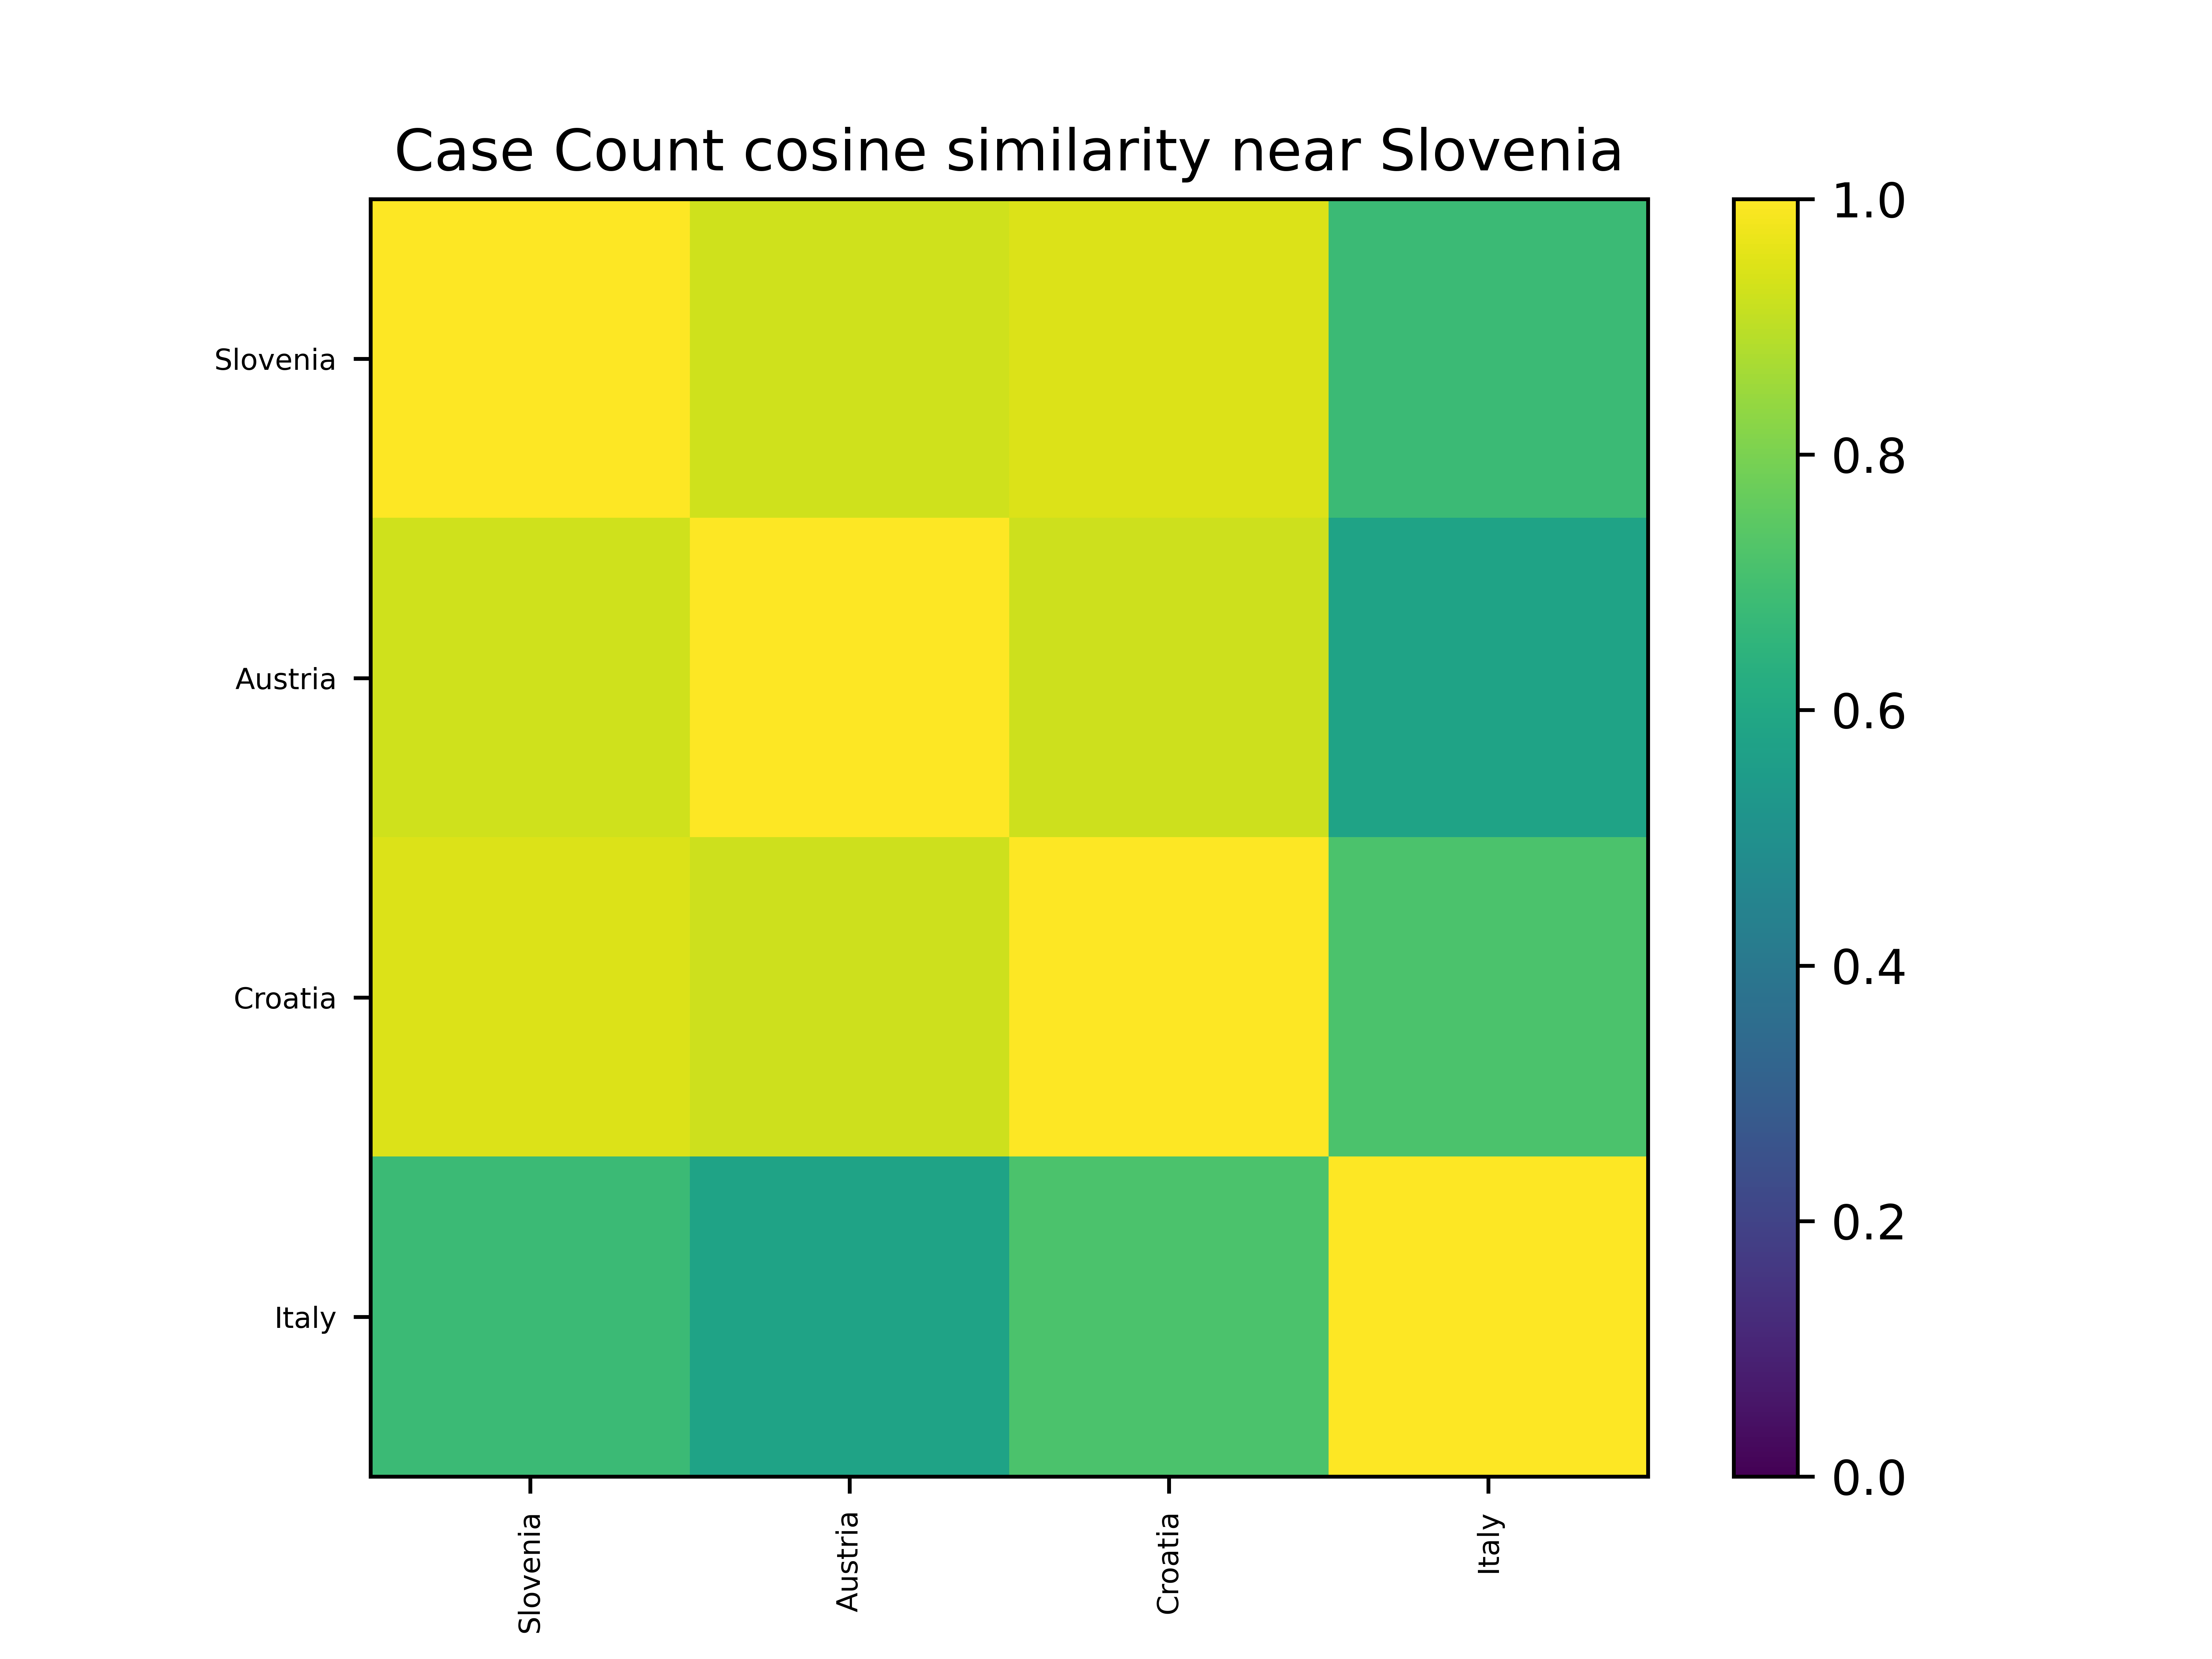 Case Count cosine similarity near Slovenia
Slovenia
Austria
Croatia
Italy
Slovenia
Austria
Croatia
Italy
1.0
0.8
0.6
0.4
0.2
0.0